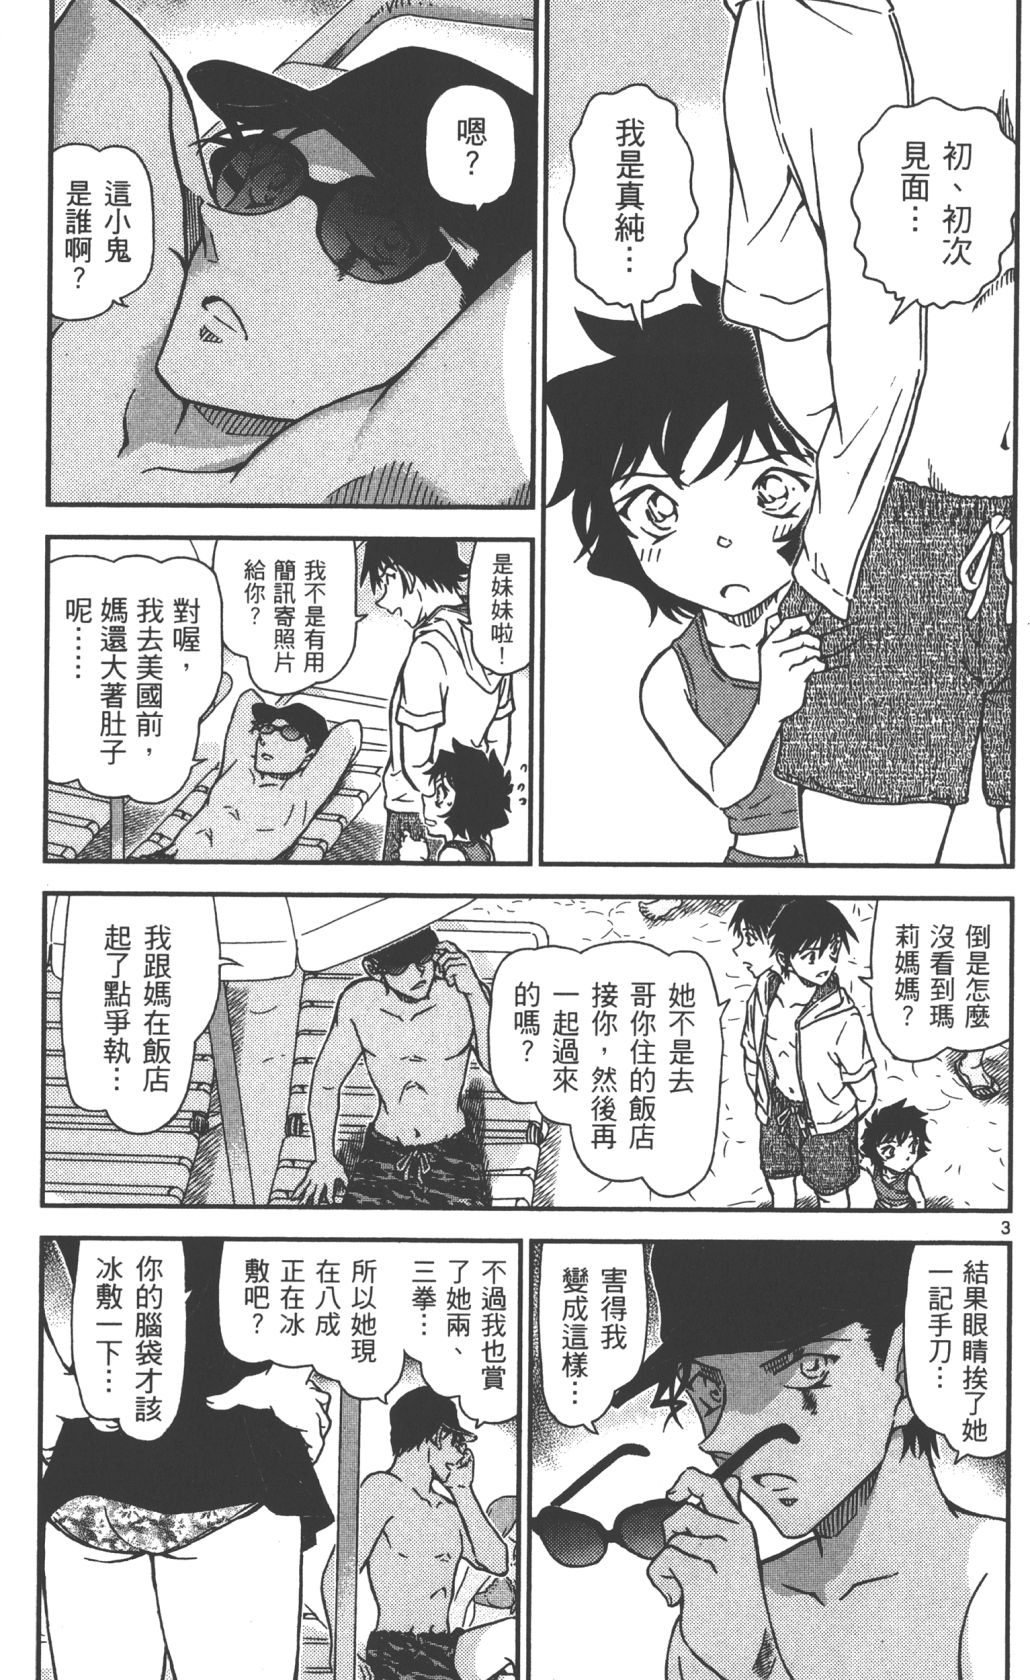 初、初次
見面…
我是真純…
嗯？
這小鬼
是誰啊？
是妹妹啦！
我不是有用
簡訊寄照片
給你？
對喔，
我去美國前，
媽還大著肚子
呢……
倒是怎麼
沒看到瑪
莉媽媽？
她不是去
哥你住的飯店
接你，然後再
一起過來
的嗎？
我跟媽在飯店
起了點爭執…
3
結果眼睛挨了她
一記手刀…
害得我
變成這樣…
不過我也賞
了她兩、
三拳…
所以她現
在八成
正在冰
敷吧？
你的腦袋才該
冰敷一下…